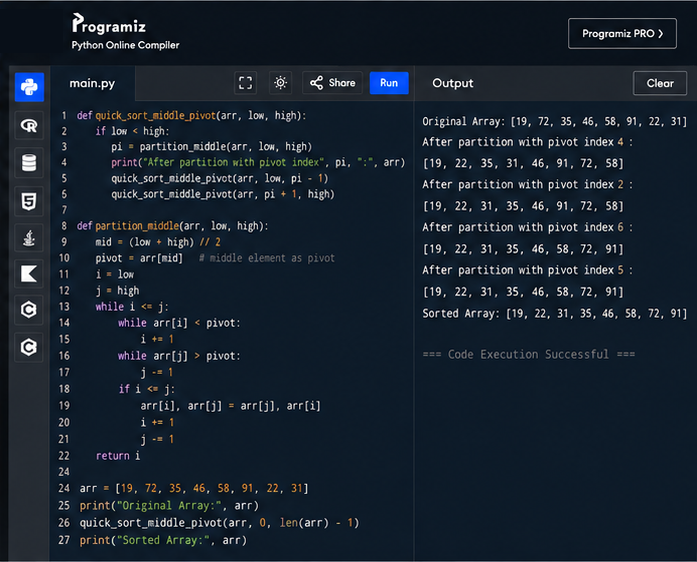 Programiz
Python Online Compiler
Programiz PRO >
main.py
Share
Run
Output
Clear
1 def quick_sort_middle_pivot(arr, low, high):
2     if low < high:
3         pi = partition_middle(arr, low, high)
4         print("After partition with pivot index", pi, ":", arr)
5         quick_sort_middle_pivot(arr, low, pi - 1)
6         quick_sort_middle_pivot(arr, pi + 1, high)
7
8 def partition_middle(arr, low, high):
9     mid = (low + high) // 2
10     pivot = arr[mid]   # middle element as pivot
11     i = low
12     j = high
13     while i <= j:
14         while arr[i] < pivot:
15             i += 1
16         while arr[j] > pivot:
17             j -= 1
18         if i <= j:
19             arr[i], arr[j] = arr[j], arr[i]
20             i += 1
21             j -= 1
22     return i
24
24 arr = [19, 72, 35, 46, 58, 91, 22, 31]
25 print("Original Array:", arr)
26 quick_sort_middle_pivot(arr, 0, len(arr) - 1)
27 print("Sorted Array:", arr)
Original Array: [19, 72, 35, 46, 58, 91, 22, 31]
After partition with pivot index 4 :
[19, 22, 35, 31, 46, 91, 72, 58]
After partition with pivot index 2 :
[19, 22, 31, 35, 46, 91, 72, 58]
After partition with pivot index 6 :
[19, 22, 31, 35, 46, 58, 72, 91]
After partition with pivot index 5 :
[19, 22, 31, 35, 46, 58, 72, 91]
Sorted Array: [19, 22, 31, 35, 46, 58, 72, 91]
=== Code Execution Successful ===